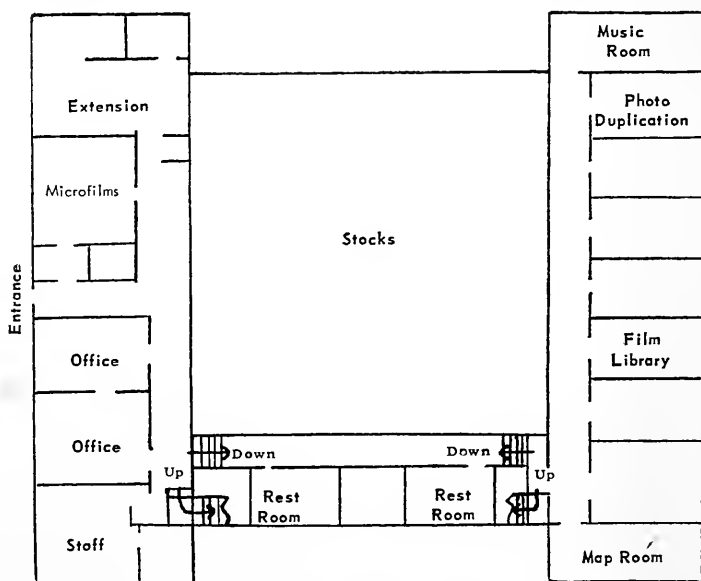 Music
Room
Extension
Photo
Duplication
Microfilms
Stocks
Entrance
Office
Film
Library
Office
Down
Down
Up
Up
Rest
Room
Rest
Room
Staff
Map Room